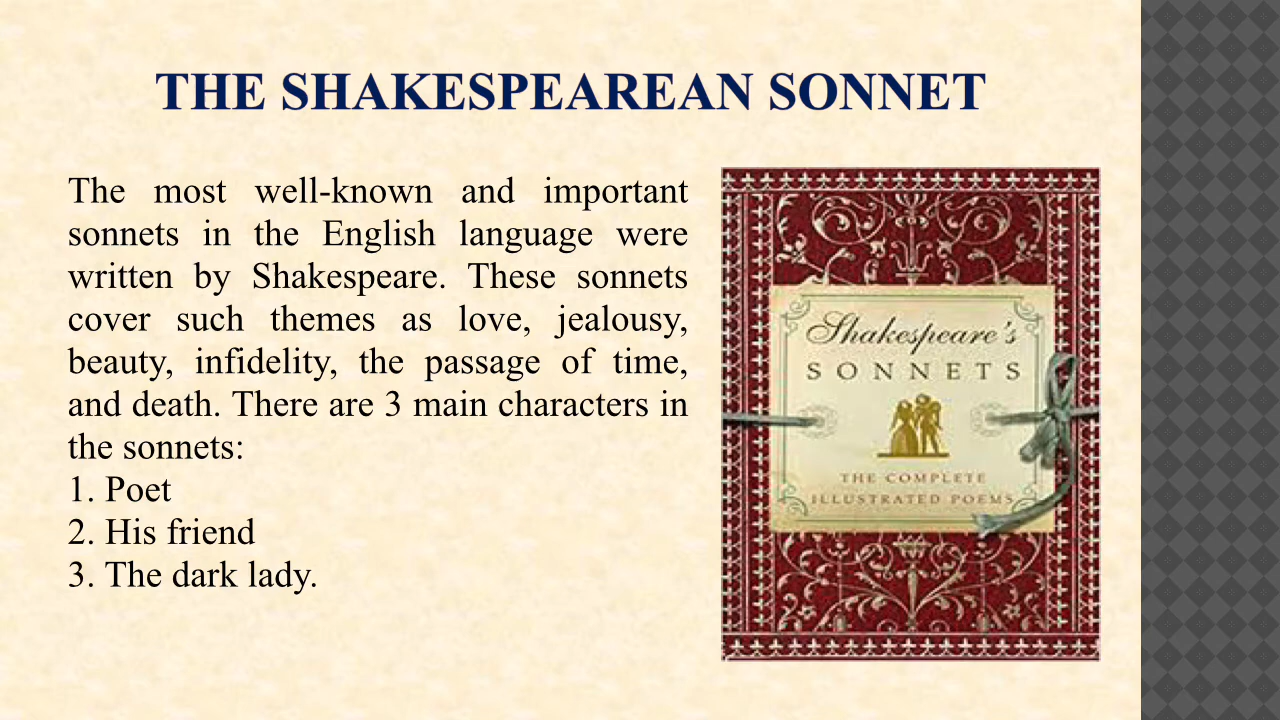 THE SHAKESPEAREAN SONNET
The most well-known and important
sonnets in the English language were
written by Shakespeare. These sonnets
cover such themes as love, jealousy,
beauty, infidelity, the passage of time,
and death. There are 3 main characters in
the sonnets:
1. Poet
2. His friend
3. The dark lady.
Shakespeare's
SONNETS
THE COMPLETE
ILLUSTRATED POEMS